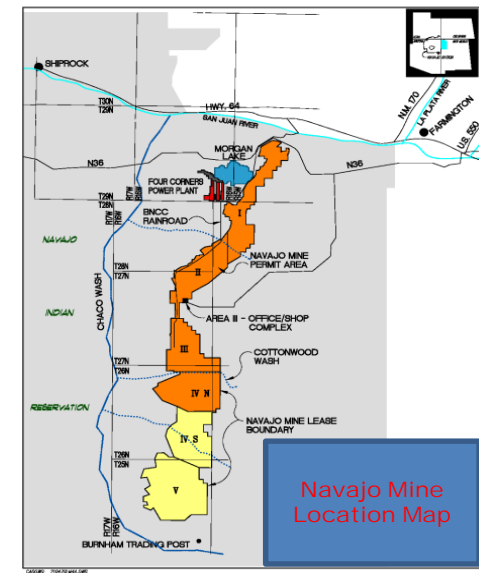 SHIPROCK
T30N
T29N
HWY. 64
SAN JUAN RIVER
N.M. 170
LA PLATA RIVER
FARMINGTON
U.S. 550
MORGAN
LAKE
N36
N36
FOUR CORNERS
POWER PLANT
T29N
T28N
R17W
R16W
BNCC
RAINROAD
I
NAVAJO
NAVAJO MINE
PERMIT AREA
T28N
T27N
II
CHACO WASH
INDIAN
AREA III - OFFICE/SHOP
COMPLEX
III
COTTONWOOD
WASH
T27N
T26N
IV N
RESERVATION
NAVAJO MINE LEASE
BOUNDARY
IV S
T26N
T25N
V
Navajo Mine
Location Map
R17W
R16W
BURNHAM TRADING POST